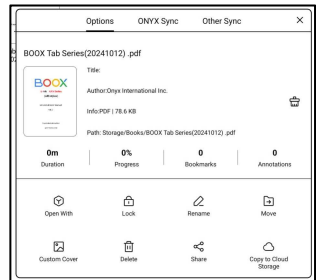 Options ONYX Sync Other Sync
BOOX Tab Series(20241012) .pdf
BOOX
Title:
Author:Onyx International Inc.
Info:PDF | 78.6 KB
Path: Storage/Books/BOOX Tab Series(20241012) .pdf
0m 0% 0 0
Duration Progress Bookmarks Annotations
Open With Lock Rename Move
Custom Cover Delete Share Copy to Cloud
Storage